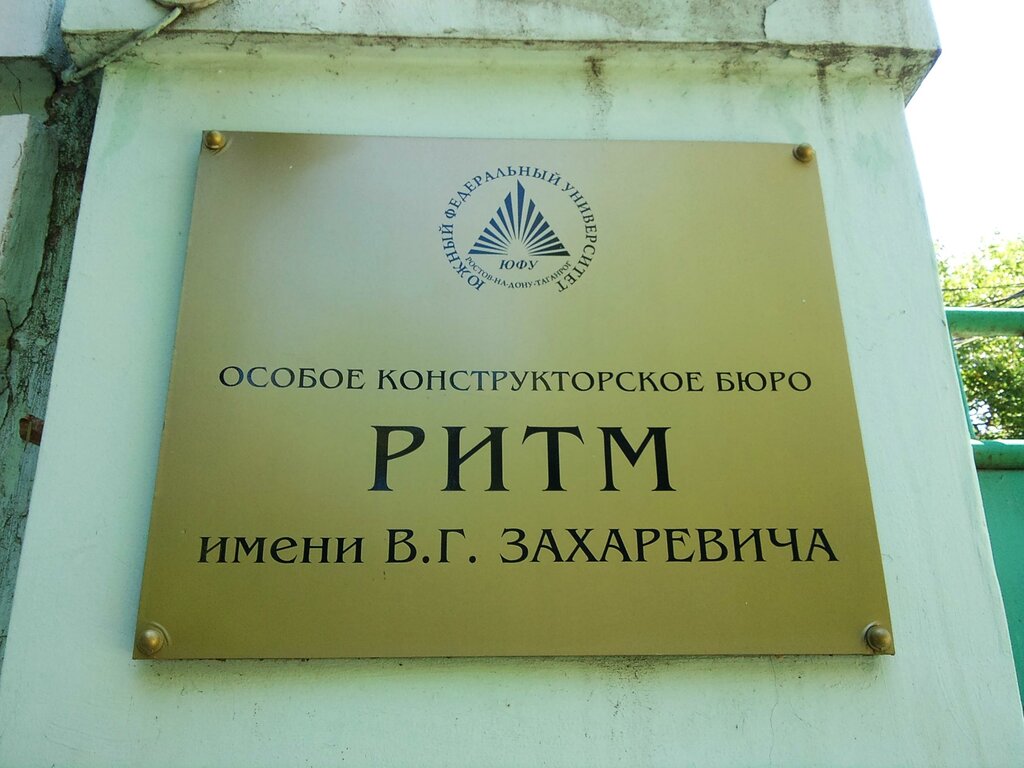 ЮЖНЫЙ ФЕДЕРАЛЬНЫЙ УНИВЕРСИТЕТ
ЮФУ
РОСТОВ-НА-ДОНУ-ТАГАНРОГ
ОСОБОЕ КОНСТРУКТОРСКОЕ БЮРО
РИТМ
имени В.Г. ЗАХАРЕВИЧА